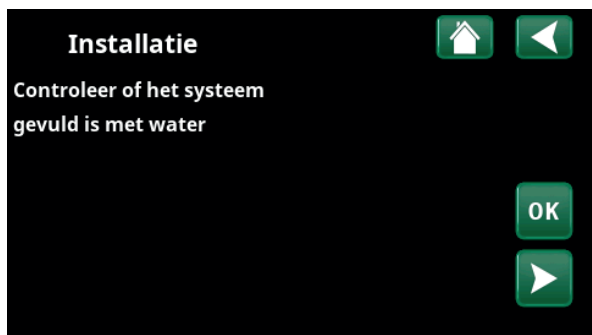 Installatie
Controleer of het systeem
gevuld is met water
OK